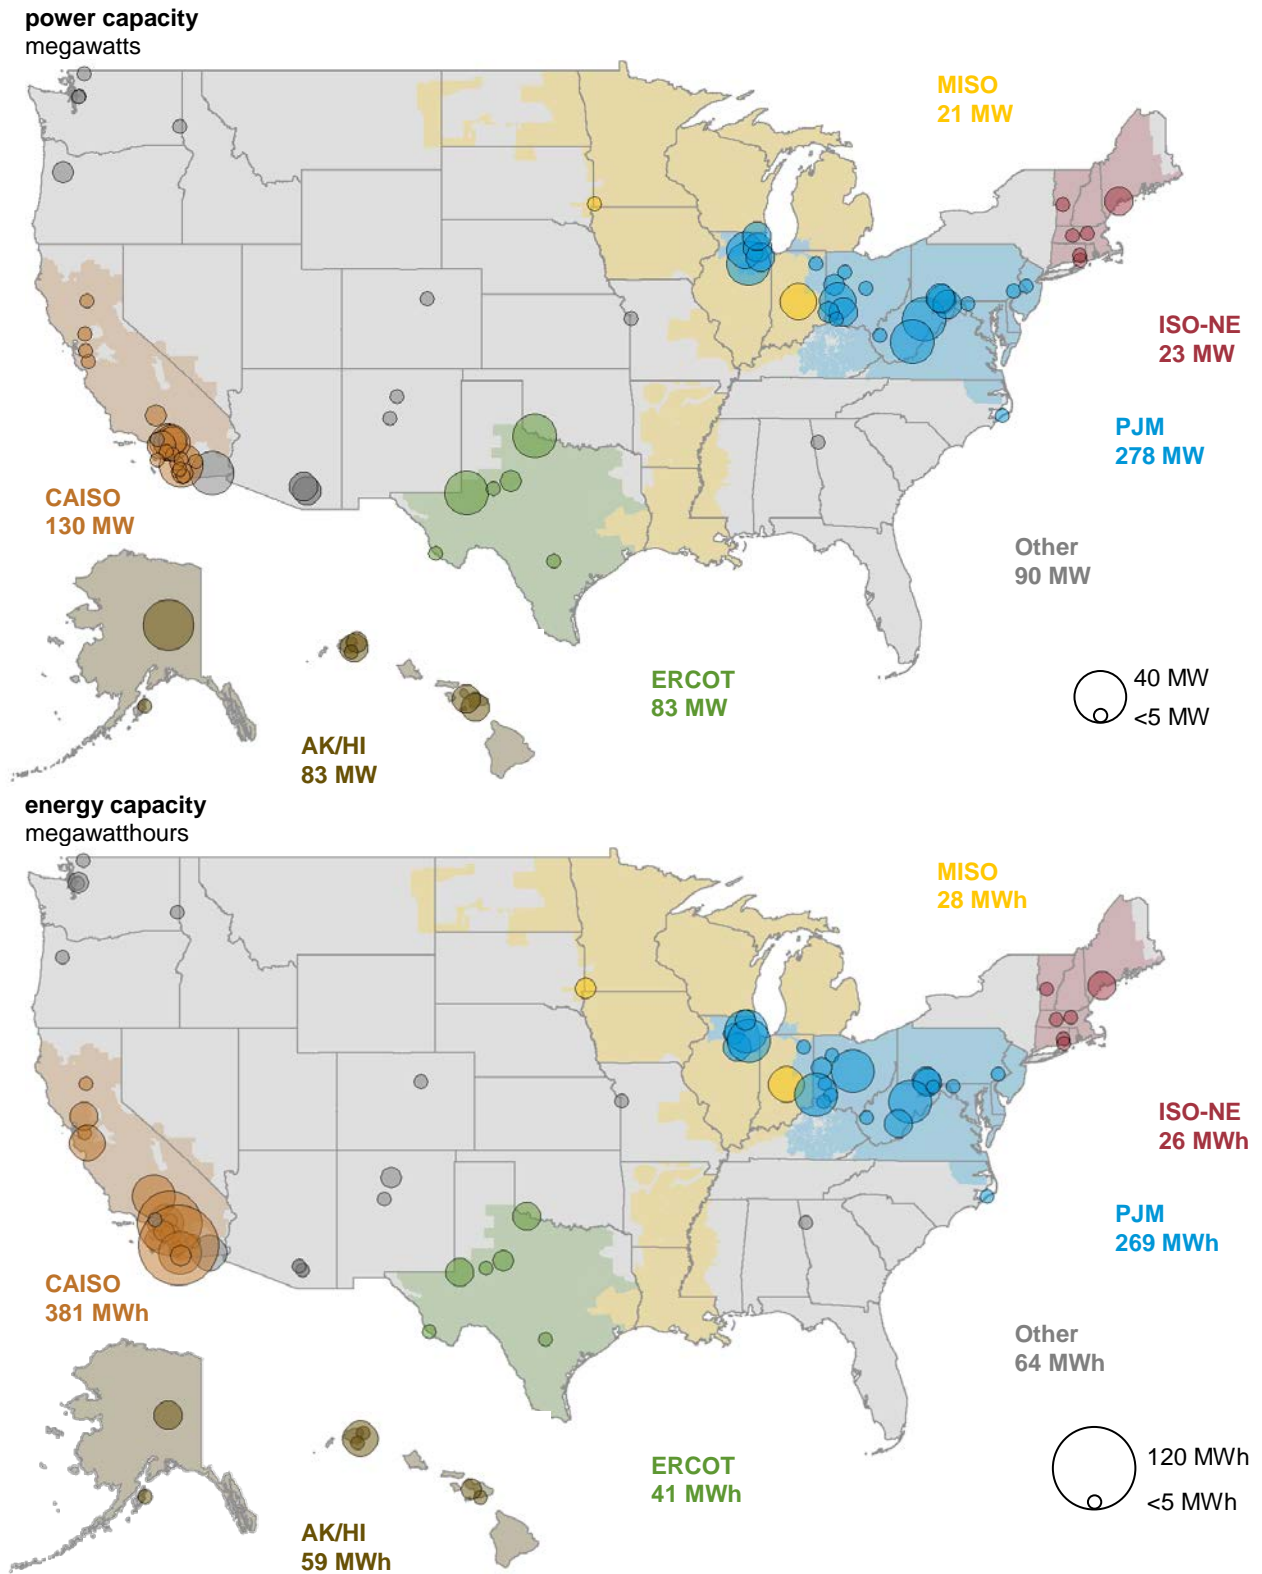 power capacity
megawatts
MISO
21 MW
ISO-NE
23 MW
PJM
278 MW
CAISO
130 MW
Other
90 MW
ERCOT
83 MW
40 MW
<5 MW
AK/HI
83 MW
energy capacity
megawatthours
MISO
28 MWh
ISO-NE
26 MWh
PJM
269 MWh
CAISO
381 MWh
Other
64 MWh
ERCOT
41 MWh
120 MWh
<5 MWh
AK/HI
59 MWh